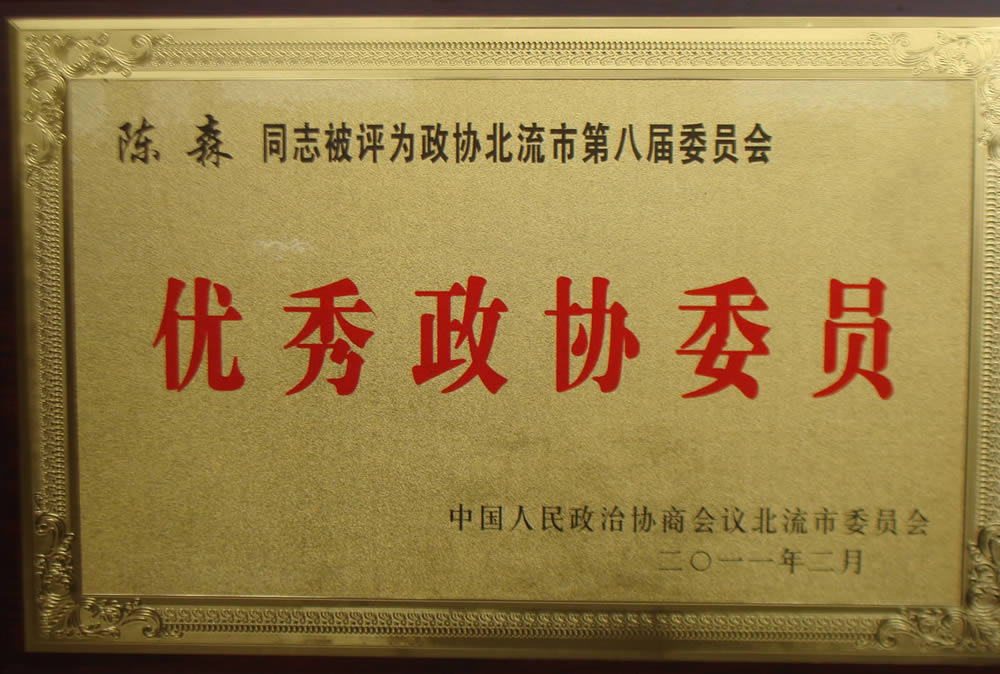 陈森 同志被评为政协北流市第八届委员会
优秀政协委员
中国人民政治协商会议北流市委员会
二〇一一年二月